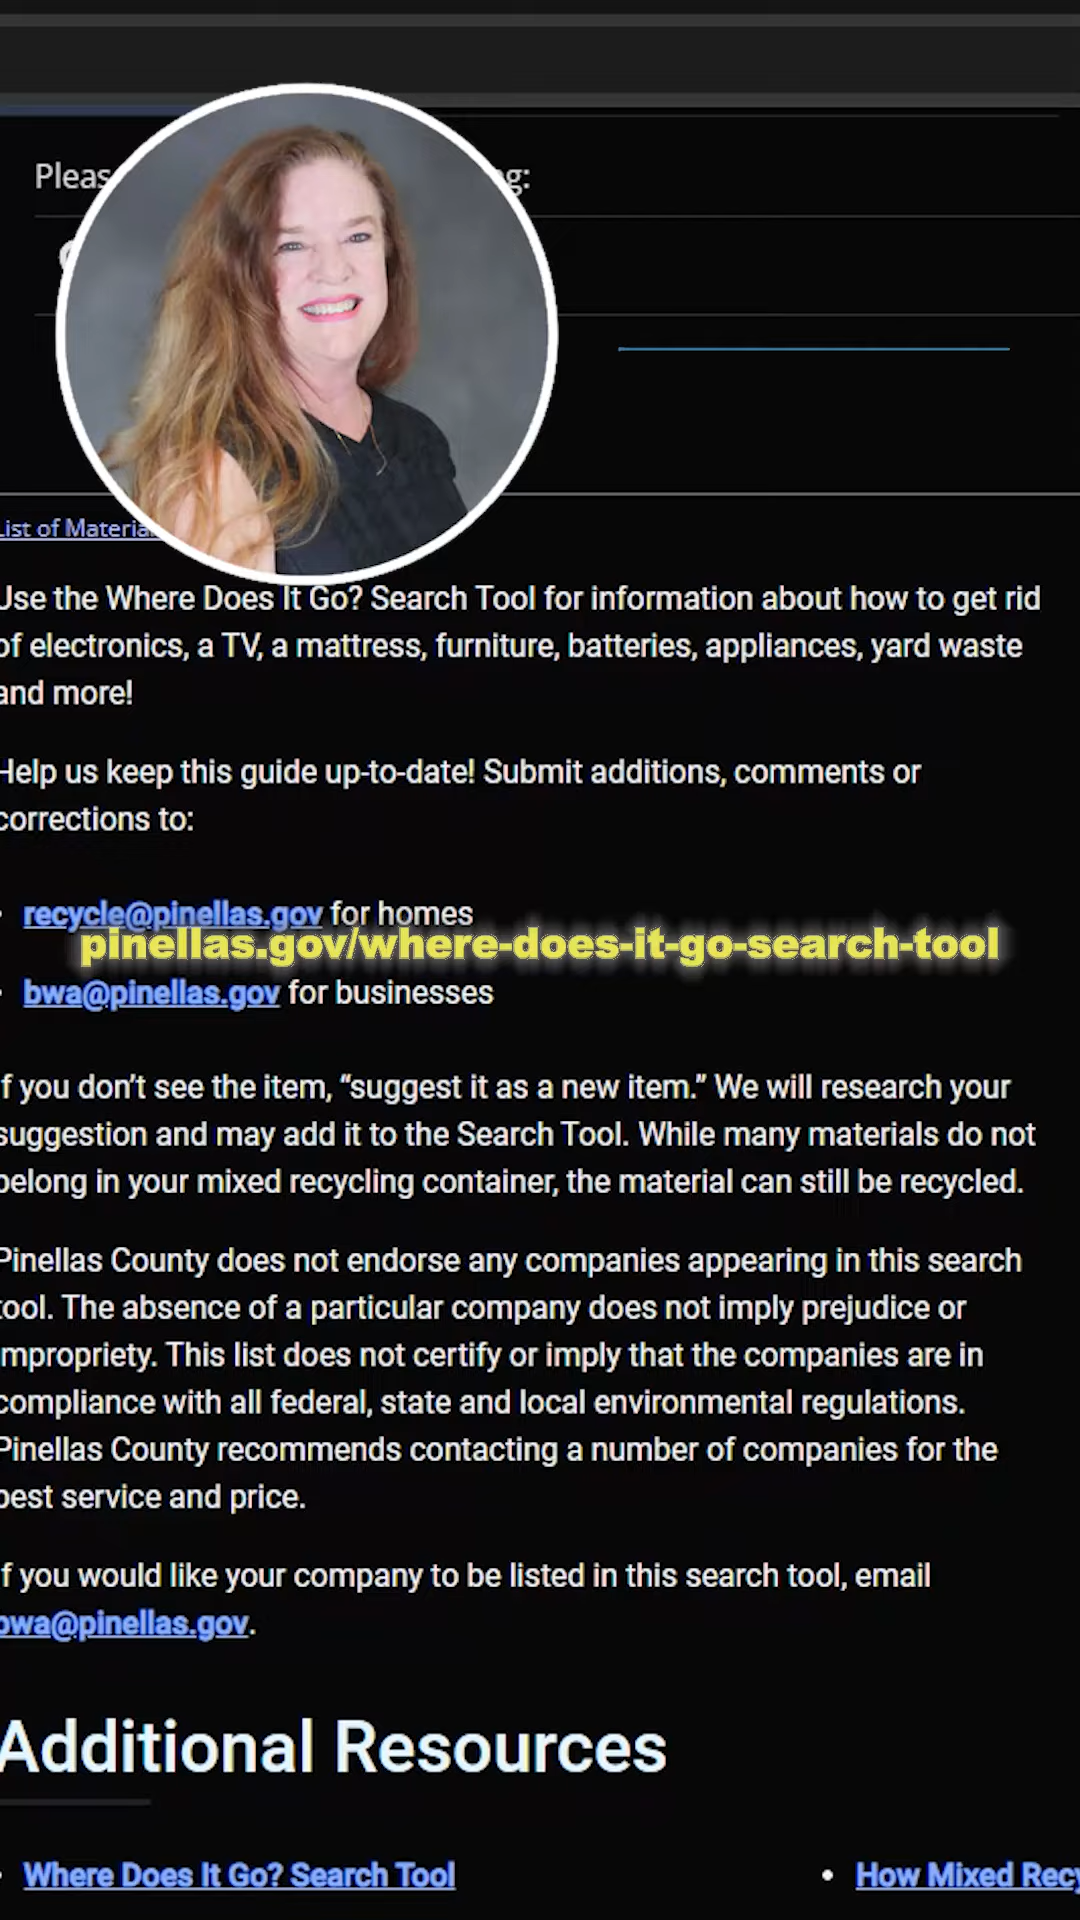 Pleas
g:
List of Materia
Use the Where Does It Go? Search Tool for information about how to get rid
of electronics, a TV, a mattress, furniture, batteries, appliances, yard waste
and more!
Help us keep this guide up-to-date! Submit additions, comments or
corrections to:
recycle@pinellas.gov for homes
pinellas.gov/where-does-it-go-search-tool
bwa@pinellas.gov for businesses
If you don’t see the item, “suggest it as a new item.” We will research your
suggestion and may add it to the Search Tool. While many materials do not
belong in your mixed recycling container, the material can still be recycled.
Pinellas County does not endorse any companies appearing in this search
tool. The absence of a particular company does not imply prejudice or
impropriety. This list does not certify or imply that the companies are in
compliance with all federal, state and local environmental regulations.
Pinellas County recommends contacting a number of companies for the
best service and price.
If you would like your company to be listed in this search tool, email
bwa@pinellas.gov.
Additional Resources
Where Does It Go? Search Tool
How Mixed Recy